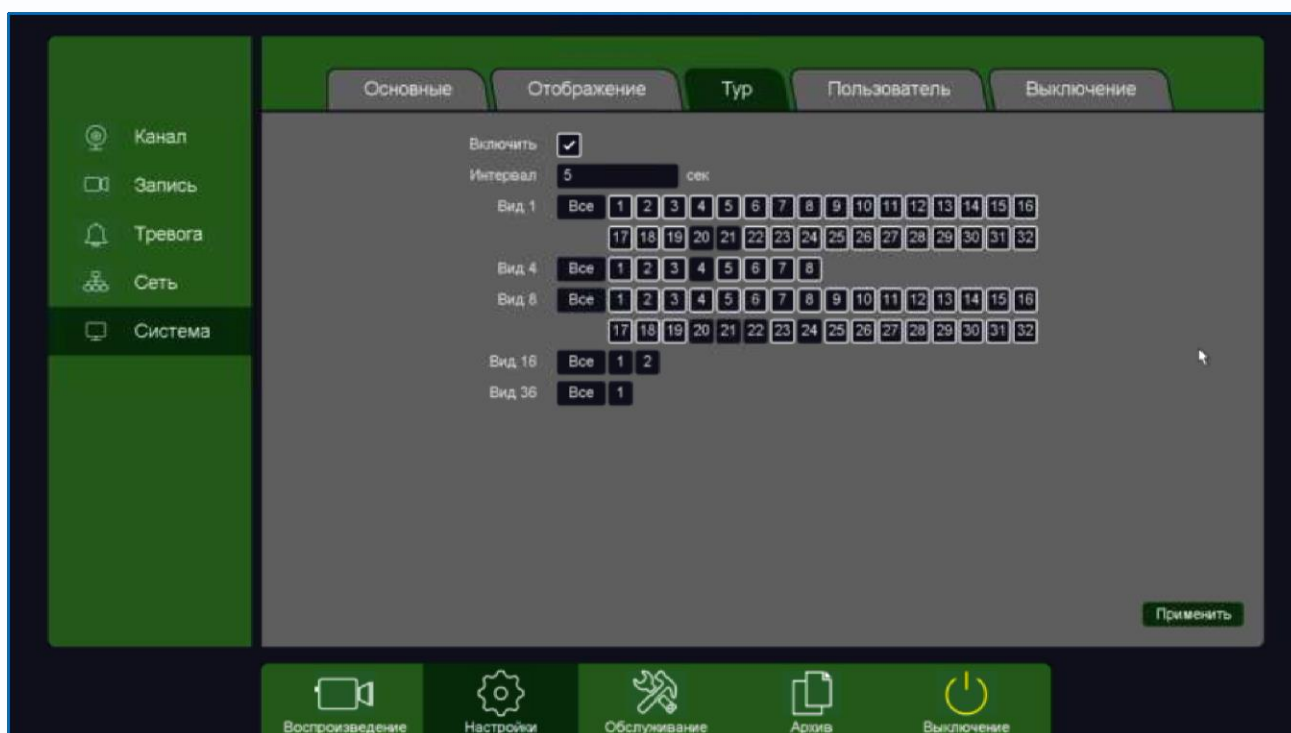 Основные Отображение Тур Пользователь Выключение
Канал
Запись
Тревога
Сеть
Система
Включить
Интервал 5 сек
Вид 1 Все 1 2 3 4 5 6 7 8 9 10 11 12 13 14 15 16
17 18 19 20 21 22 23 24 25 26 27 28 29 30 31 32
Вид 4 Все 1 2 3 4 5 6 7 8
Вид 8 Все 1 2 3 4 5 6 7 8 9 10 11 12 13 14 15 16
17 18 19 20 21 22 23 24 25 26 27 28 29 30 31 32
Вид 16 Все 1 2
Вид 36 Все 1
Применить
Воспроизведение Настройки Обслуживание Архив Выключение